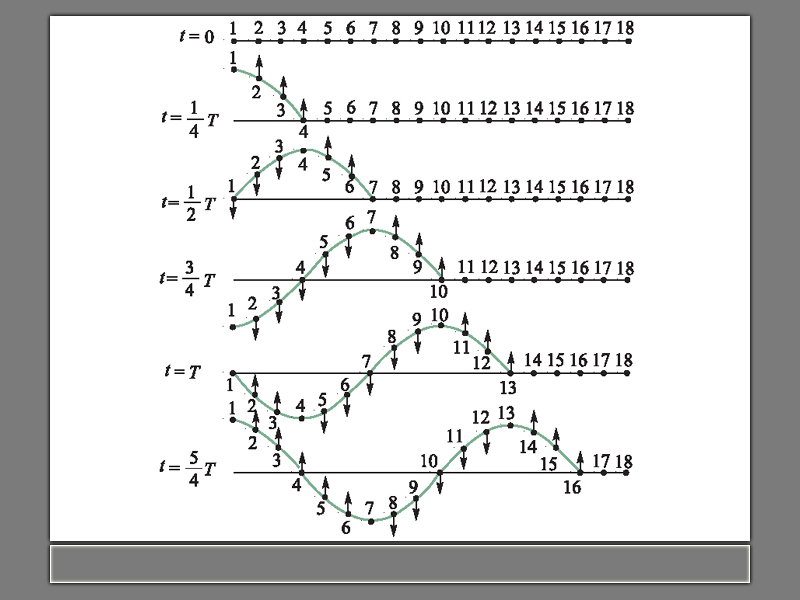 t = 0 1 2 3 4 5 6 7 8 9 10 11 12 13 14 15 16 17 18
t = 1/4 T 1 2 3 4 5 6 7 8 9 10 11 12 13 14 15 16 17 18
t = 1/2 T 1 2 3 4 5 6 7 8 9 10 11 12 13 14 15 16 17 18
t = 3/4 T 1 2 3 4 5 6 7 8 9 10 11 12 13 14 15 16 17 18
t = T 1 2 3 4 5 6 7 8 9 10 11 12 13 14 15 16 17 18
t = 5/4 T 1 2 3 4 5 6 7 8 9 10 11 12 13 14 15 16 17 18